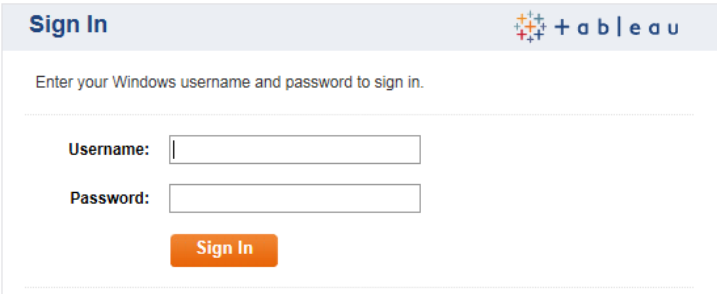 Sign In
+ a b | e a u
Enter your Windows username and password to sign in.
Username:
Password:
Sign In